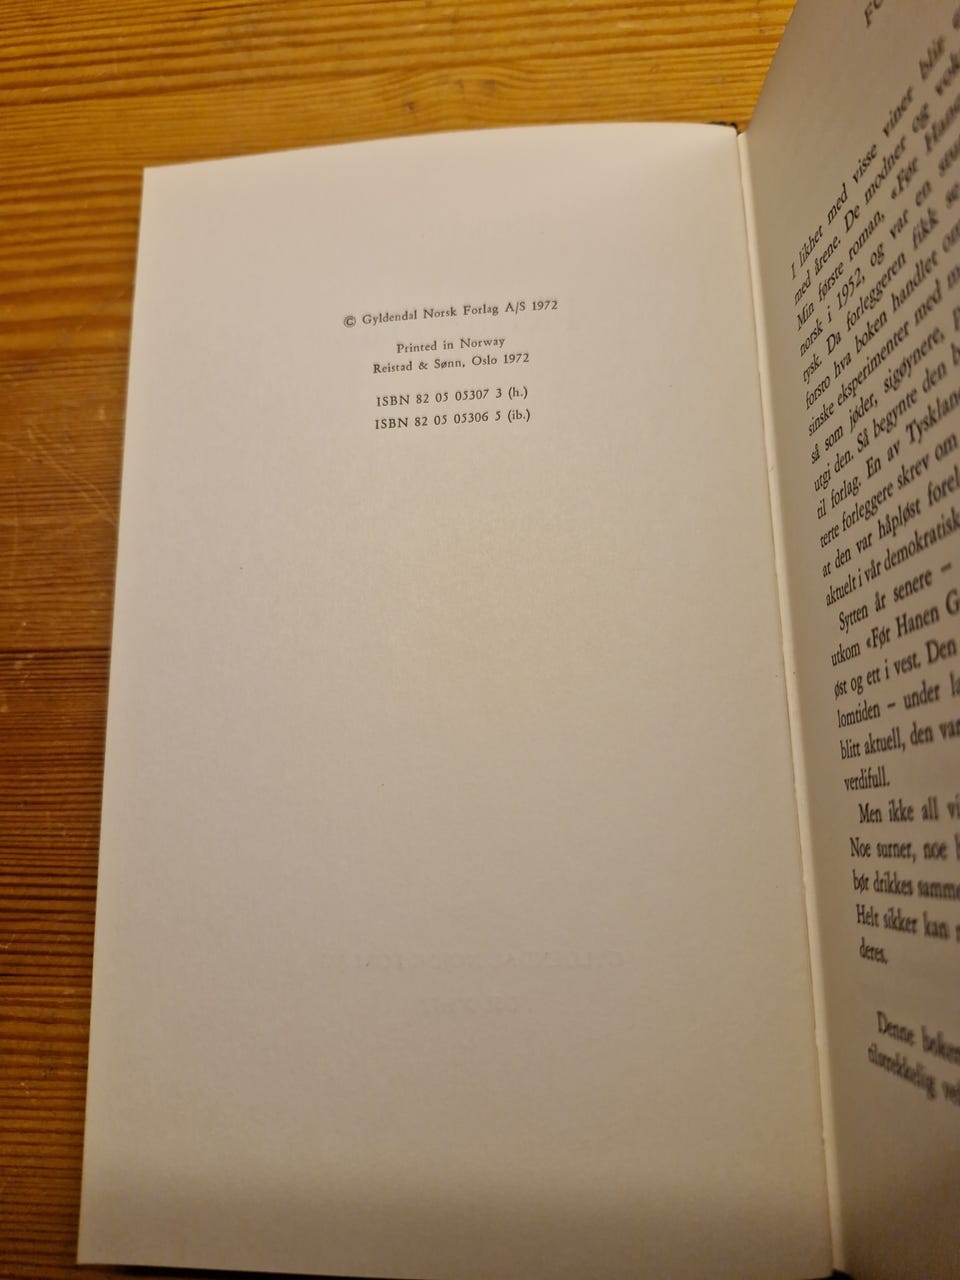 © Gyldendal Norsk Forlag A/S 1972
Printed in Norway
Reistad & Sønn, Oslo 1972
ISBN 82 05 05307 3 (h.)
ISBN 82 05 05306 5 (ib.)
I likhet med visse viner blir
med årene. De modnet og
Min første roman, «Før
norsk i 1952, og var en
tysk. Da forleggeren fikk se
forsto hva boken handlet
sinske eksperimenter med
så som jøder, sigøynere,
utgi den. Så begynte den
til forlag. En av
terte forleggere skrev om
at den var håpløst
aktuelt i vår
Sytten år senere –
utkom «Før Hanen
øst og ett i vest. Den
lomtiden – under
blitt aktuell, den
verdifull.
Men ikke all
Noe surner, noe
bør drikkes
Helt sikker kan
deres.
Denne
tilstrekkelig